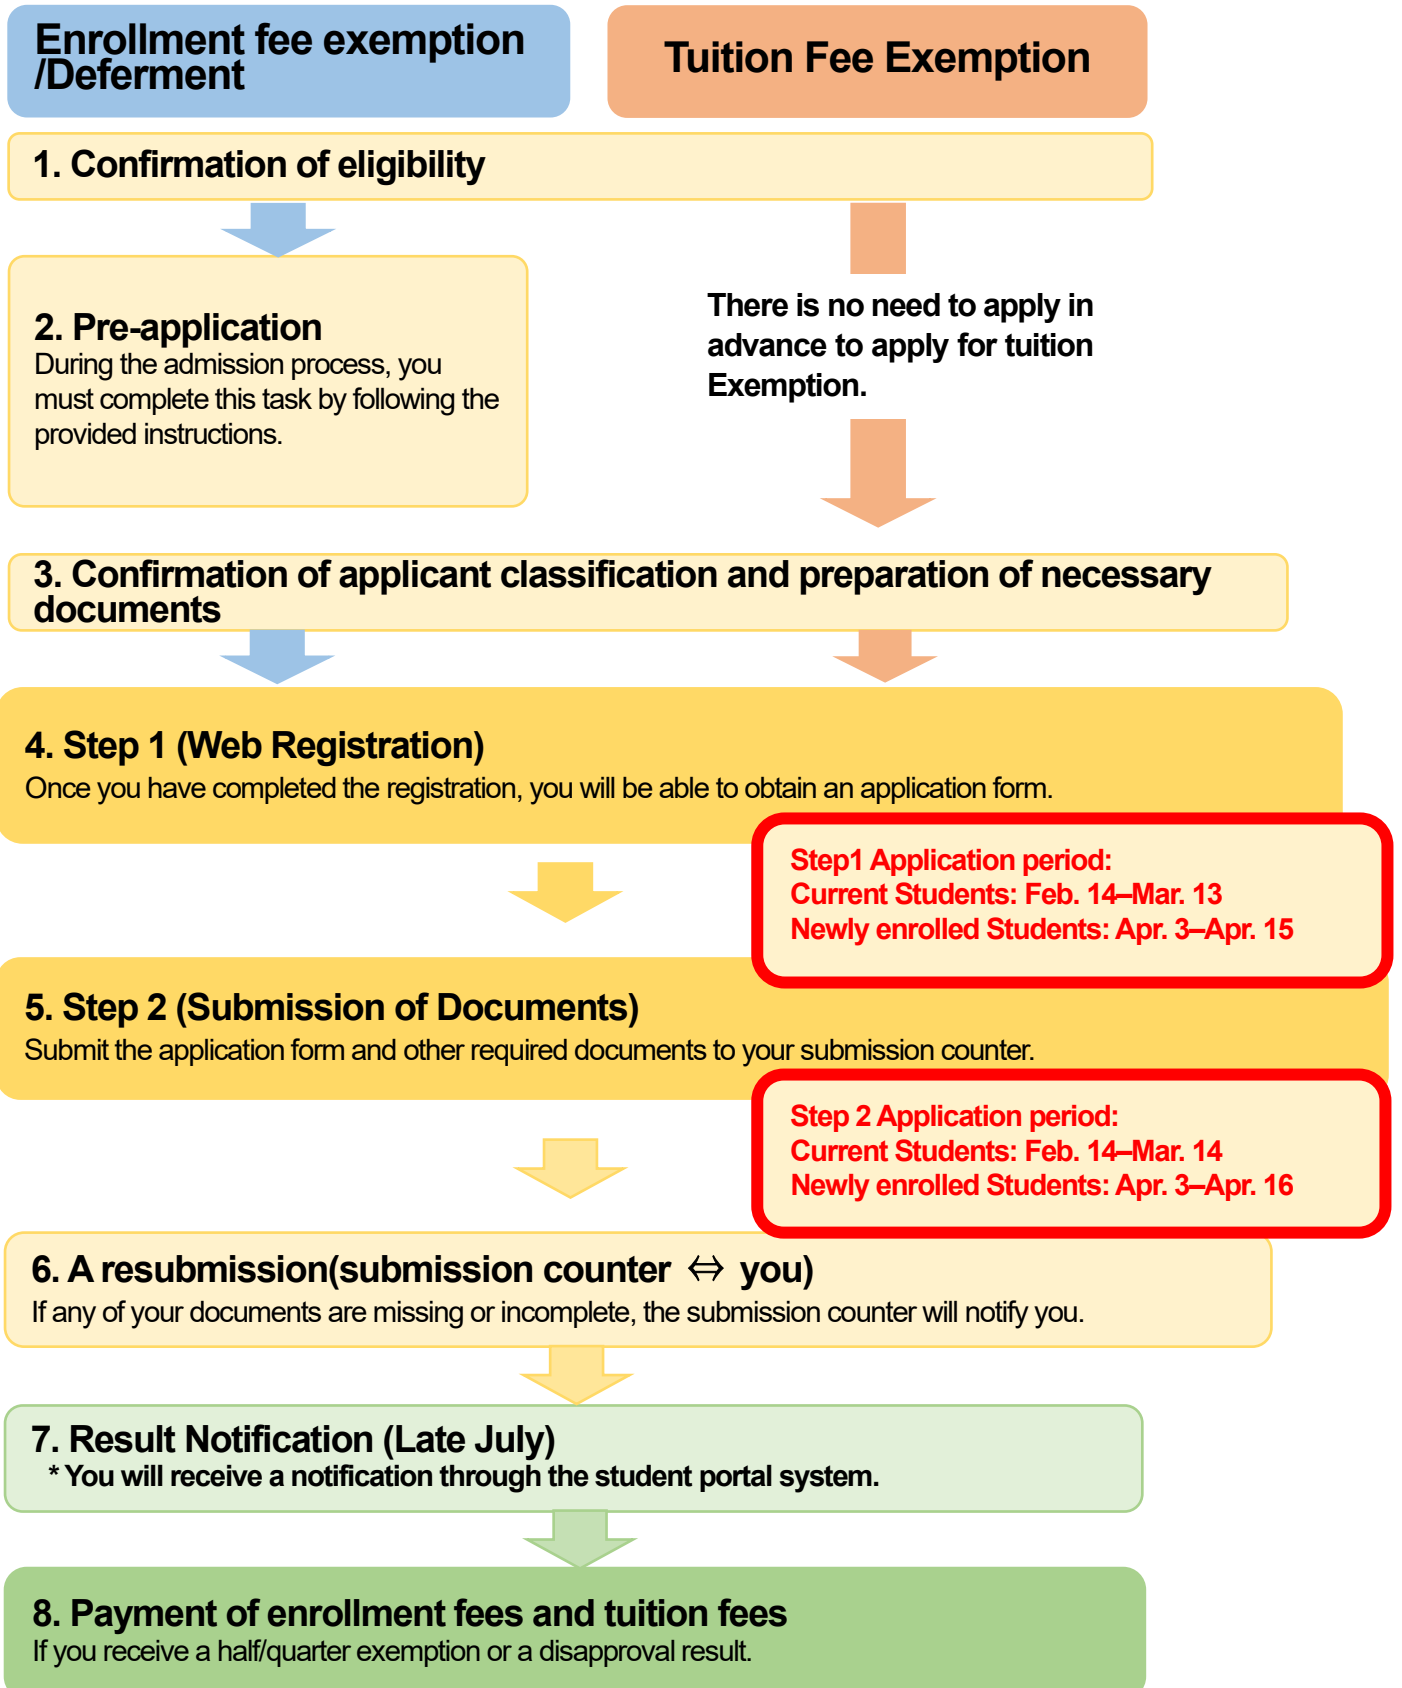 Enrollment fee exemption
/Deferment
Tuition Fee Exemption
1. Confirmation of eligibility
2. Pre-application
During the admission process, you
must complete this task by following the
provided instructions.
There is no need to apply in
advance to apply for tuition
Exemption.
3. Confirmation of applicant classification and preparation of necessary
documents
4. Step 1 (Web Registration)
Once you have completed the registration, you will be able to obtain an application form.
Step1 Application period:
Current Students: Feb. 14–Mar. 13
Newly enrolled Students: Apr. 3–Apr. 15
5. Step 2 (Submission of Documents)
Submit the application form and other required documents to your submission counter.
Step 2 Application period:
Current Students: Feb. 14–Mar. 14
Newly enrolled Students: Apr. 3–Apr. 16
6. A resubmission(submission counter ⇔ you)
If any of your documents are missing or incomplete, the submission counter will notify you.
7. Result Notification (Late July)
* You will receive a notification through the student portal system.
8. Payment of enrollment fees and tuition fees
If you receive a half/quarter exemption or a disapproval result.